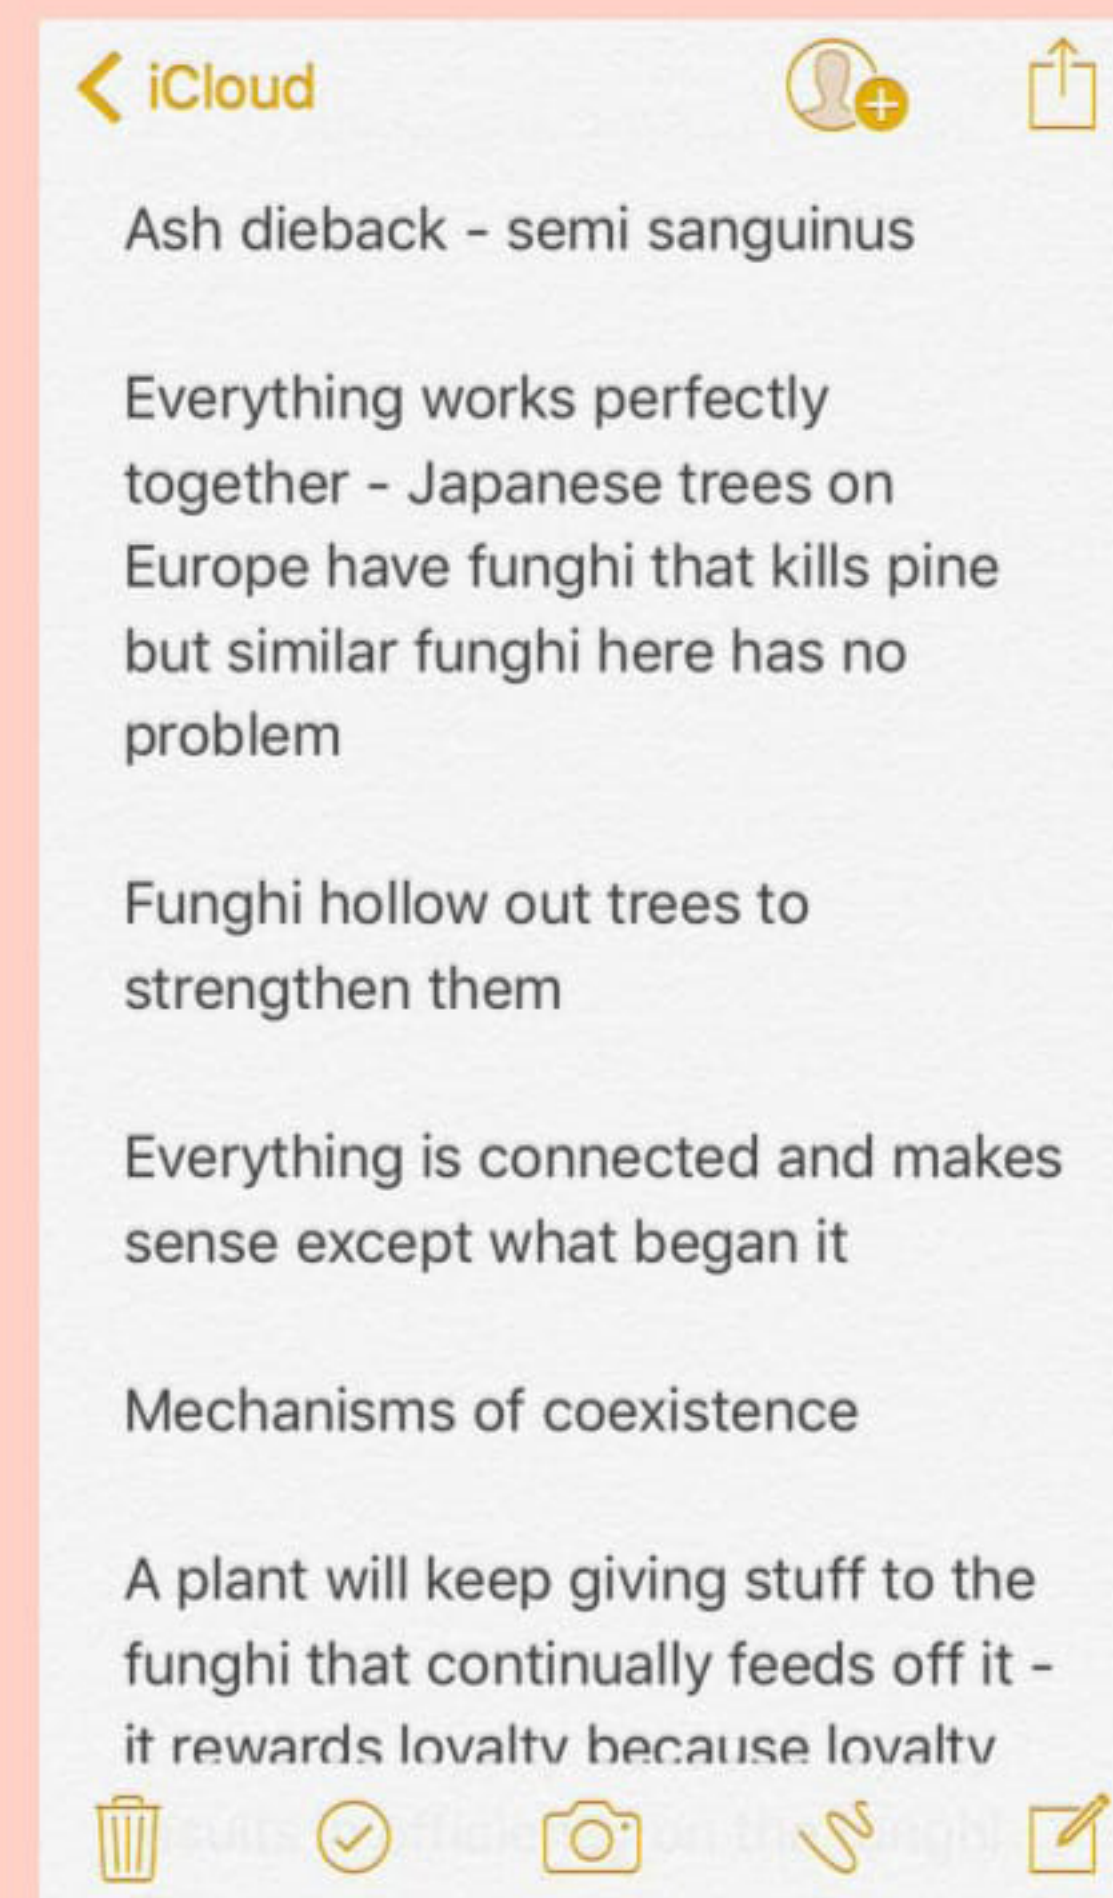 iCloud
Ash dieback - semi sanguinus
Everything works perfectly
together - Japanese trees on
Europe have funghi that kills pine
but similar funghi here has no
problem
Funghi hollow out trees to
strengthen them
Everything is connected and makes
sense except what began it
Mechanisms of coexistence
A plant will keep giving stuff to the
funghi that continually feeds off it -
it rewards loyalty because loyalty